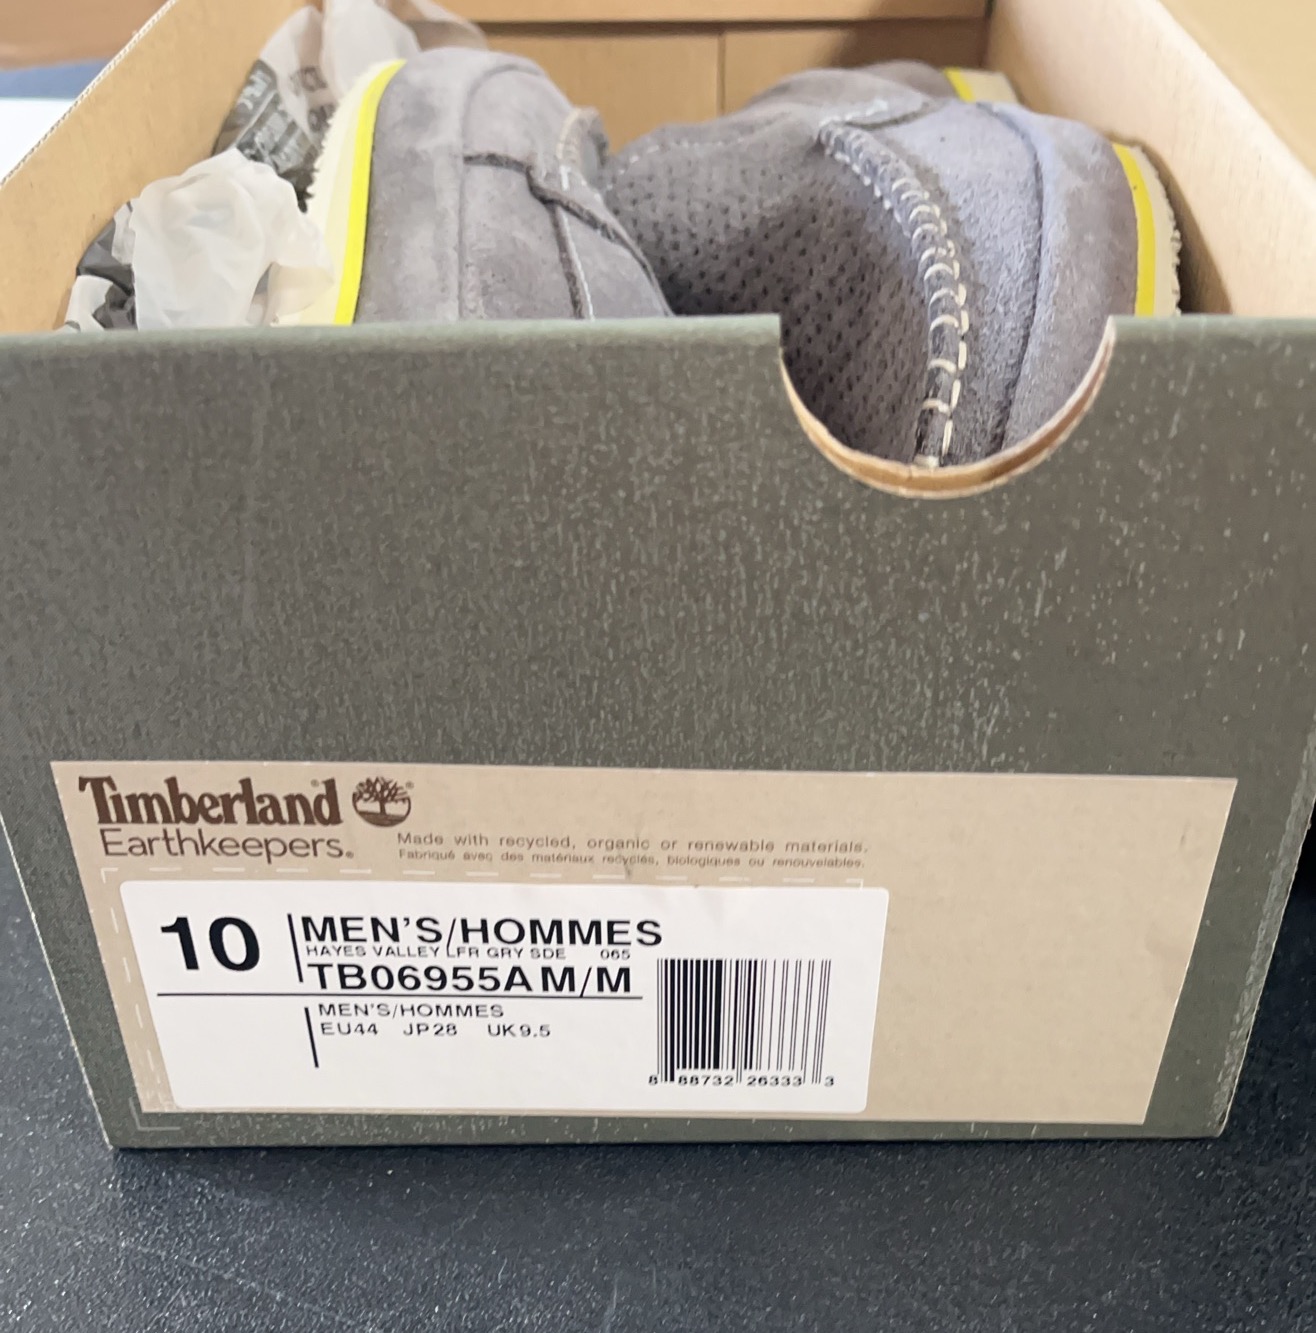 Timberland
Earthkeepers®
Made with recycled, organic or renewable materials.
Fabriqué avec des matériaux recyclés, biologiques ou renouvelables.
10
MEN'S/HOMMES
HAYES VALLEY LFR GRY SDE 065
TB06955A M/M
MEN'S/HOMMES
EU44 JP28 UK9.5
8 88732 26333 3